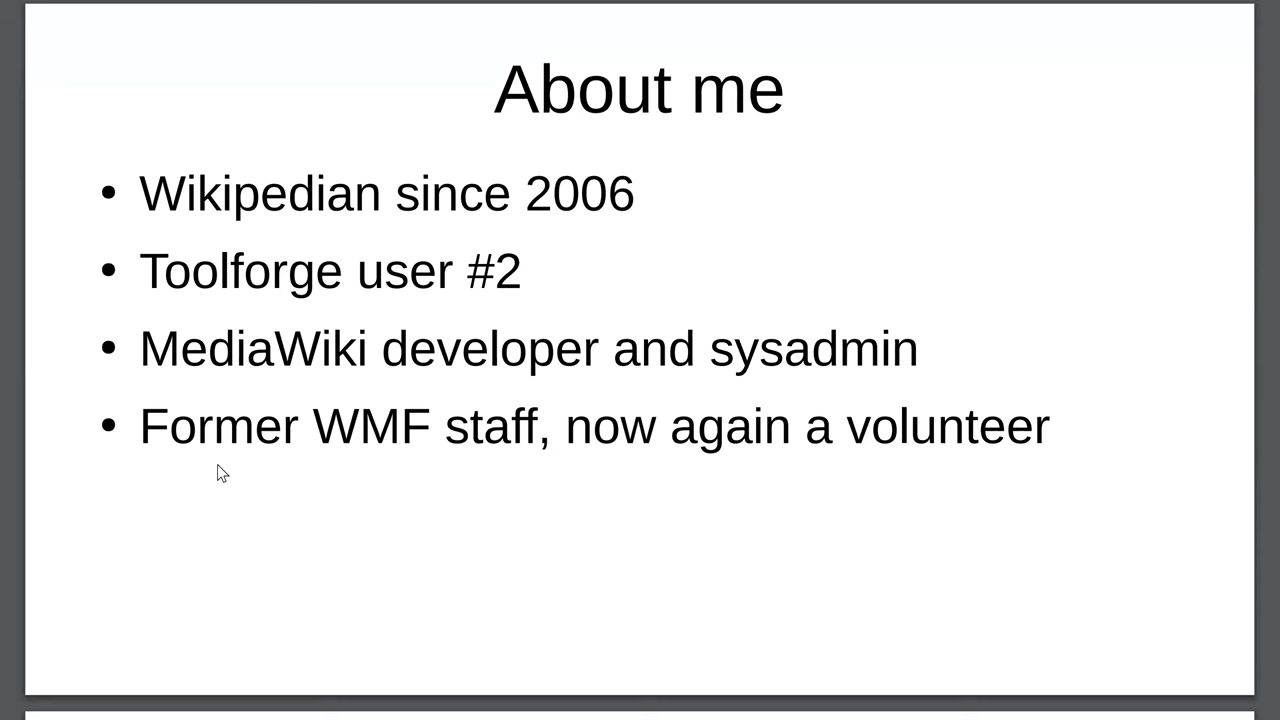 About me
• Wikipedian since 2006
• Toolforge user #2
• MediaWiki developer and sysadmin
• Former WMF staff, now again a volunteer